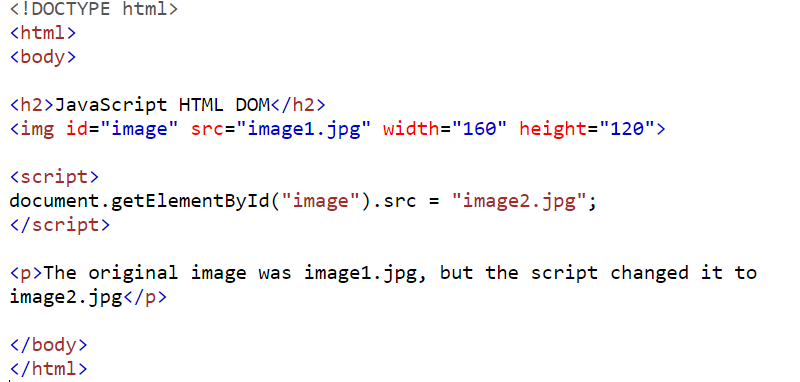 <!DOCTYPE html>
<html>
<body>
<h2>JavaScript HTML DOM</h2>
<img id="image" src="image1.jpg" width="160" height="120">
<script>
document.getElementById("image").src = "image2.jpg";
</script>
<p>The original image was image1.jpg, but the script changed it to
image2.jpg</p>
</body>
</html>